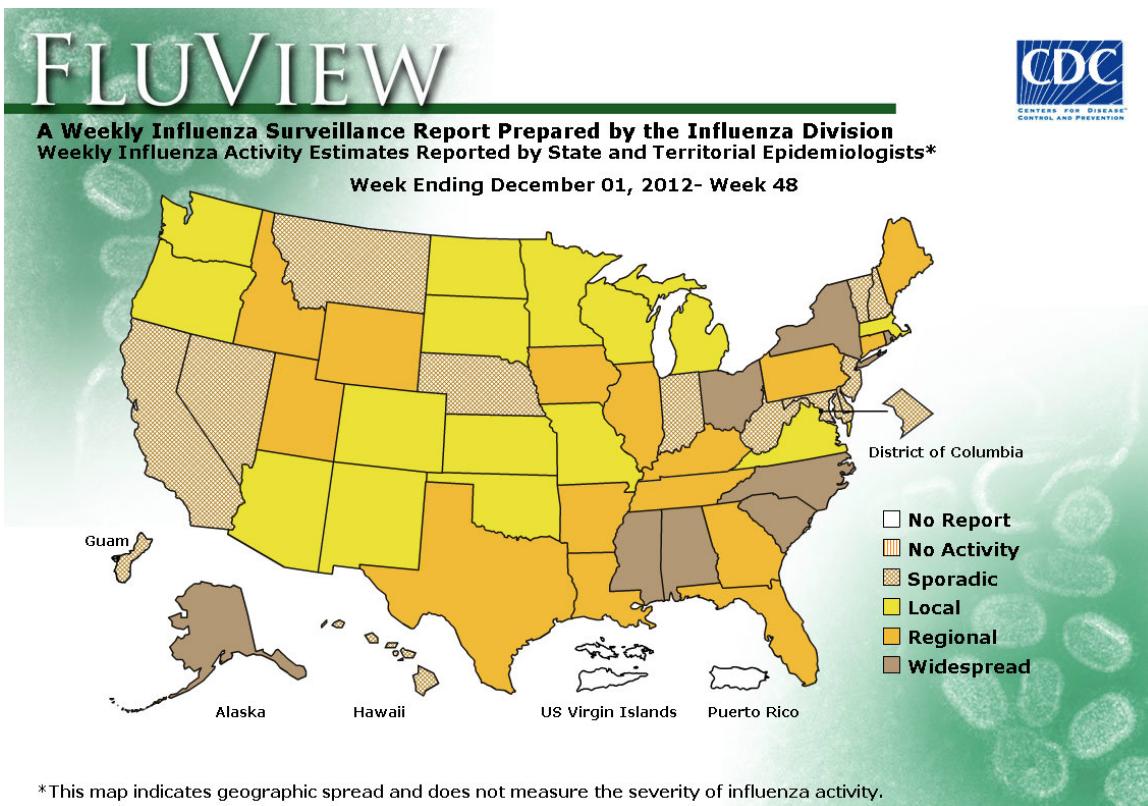 FLUVIEW
CDC
CENTERS FOR DISEASE™
CONTROL AND PREVENTION
A Weekly Influenza Surveillance Report Prepared by the Influenza Division
Weekly Influenza Activity Estimates Reported by State and Territorial Epidemiologists*
Week Ending December 01, 2012- Week 48
District of Columbia
No Report
Guam
No Activity
Sporadic
Local
Regional
Widespread
Alaska
Hawaii
US Virgin Islands
Puerto Rico
*This map indicates geographic spread and does not measure the severity of influenza activity.